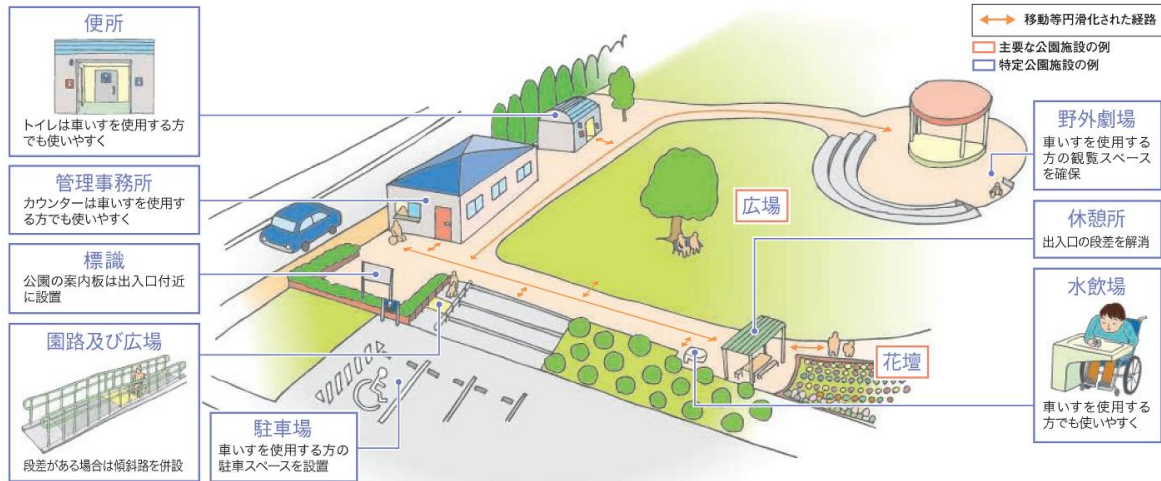 便所
トイレは車いすを使用する方
でも使いやすく
管理事務所
カウンターは車いすを使用す
る方でも使いやすく
標識
公園の案内板は出入口付近
に設置
園路及び広場
段差がある場合は傾斜路を併設
駐車場
車いすを使用する方の
駐車スペースを設置
広場
花壇
移動等円滑化された経路
主要な公園施設の例
特定公園施設の例
野外劇場
車いすを使用する
方の観覧スペース
を確保
休憩所
出入口の段差を解消
水飲場
車いすを使用する
方でも使いやすく